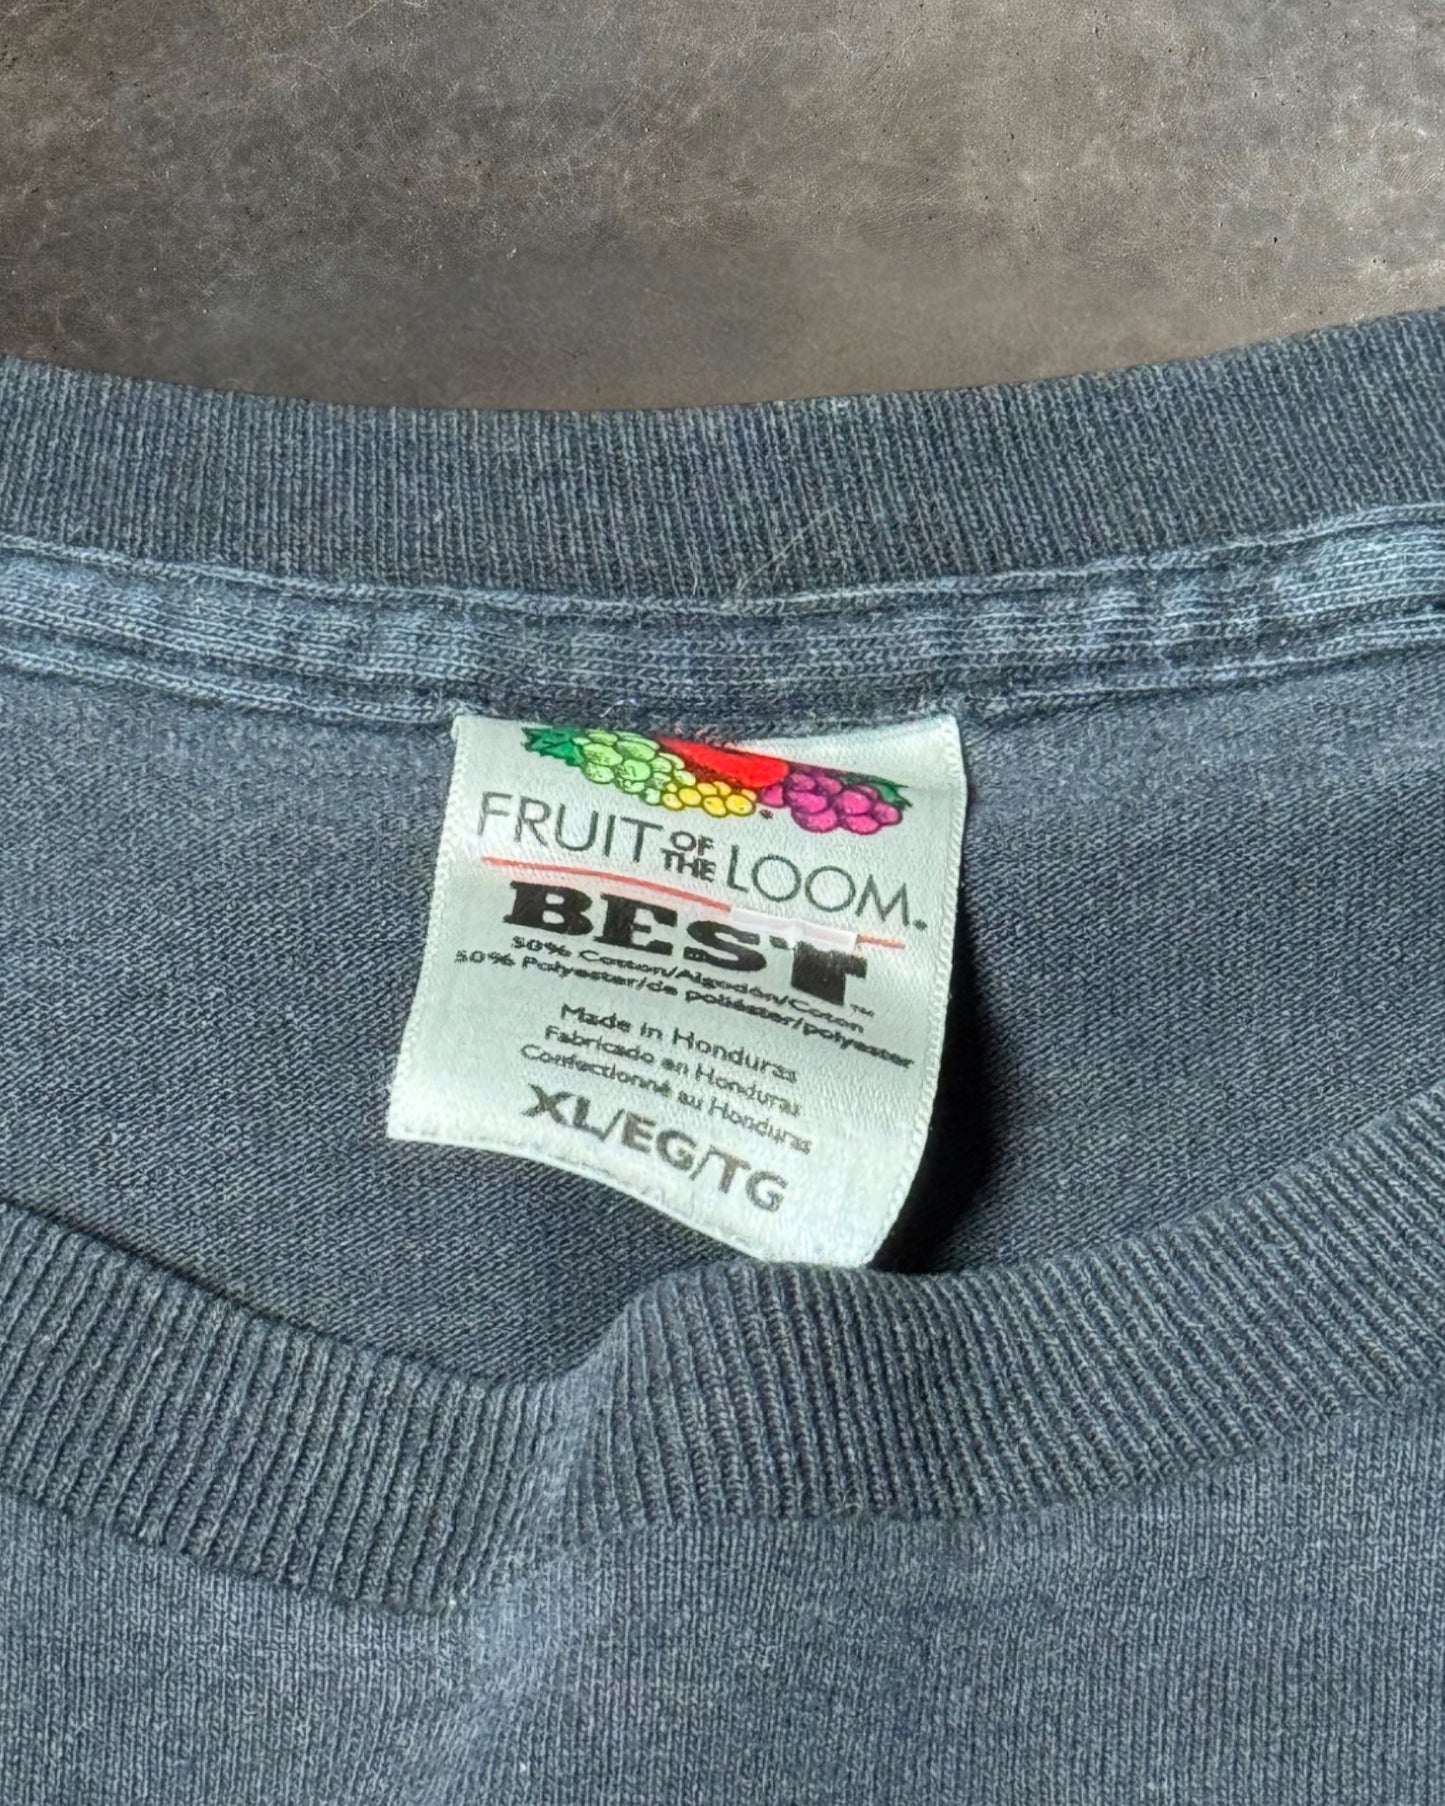 FRUIT OF THE LOOM.
BEST™
50% Cotton/Algodón/Coton
50% Polyester/de poliéster/polyester
Made in Honduras
Fabricado en Honduras
Confectionné au Honduras
XL/EG/TG